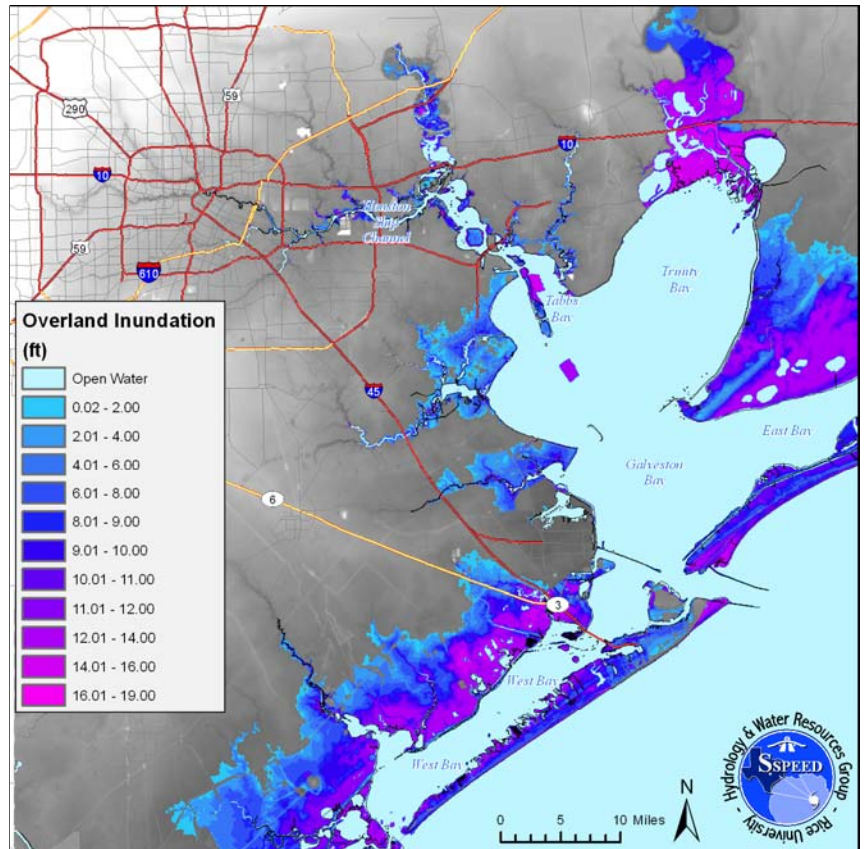 290
59
10
10
59
610
Houston
Ship
Channel
Trinity
Bay
Tabbs
Bay
Overland Inundation
(ft)
Open Water
0.02 - 2.00
2.01 - 4.00
4.01 - 6.00
6.01 - 8.00
8.01 - 9.00
9.01 - 10.00
10.01 - 11.00
11.01 - 12.00
12.01 - 14.00
14.01 - 16.00
16.01 - 19.00
45
East Bay
Galveston
Bay
6
3
West Bay
West Bay
N
0 5 10 Miles
Hydrology & Water Resources Group -
Rice University -
SSPEED